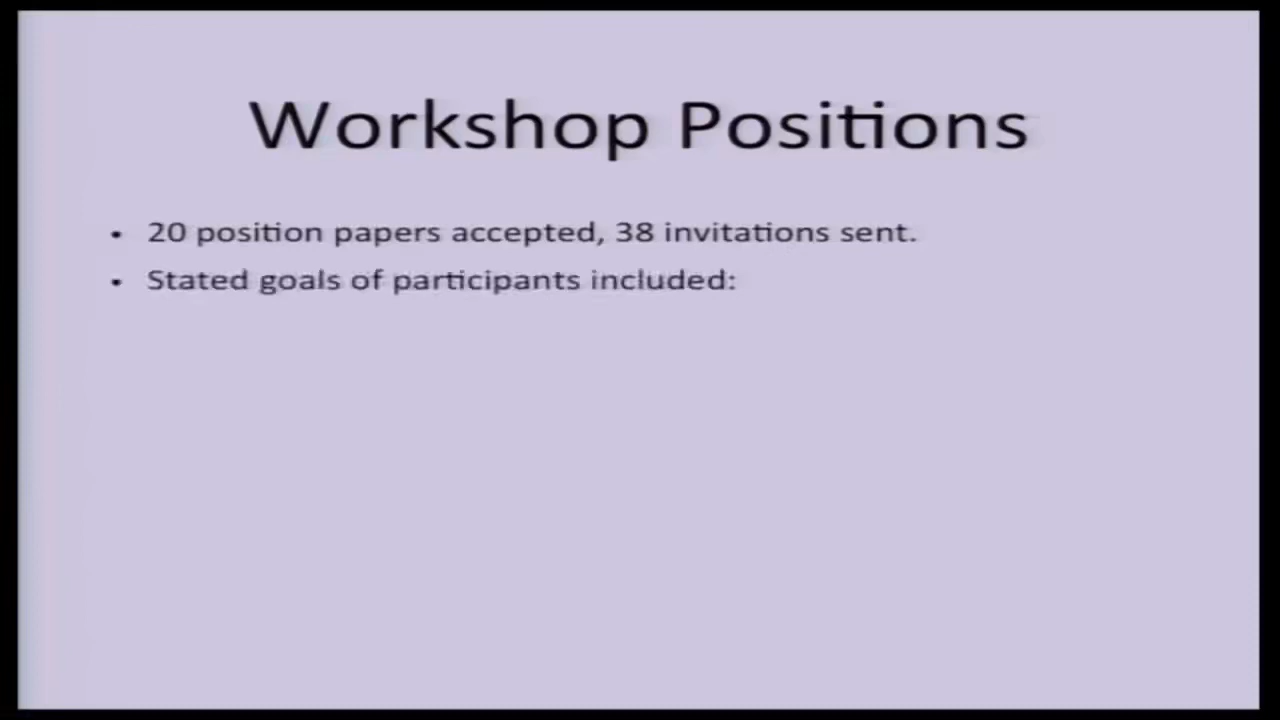 Workshop Positions
• 20 position papers accepted, 38 invitations sent.
• Stated goals of participants included: